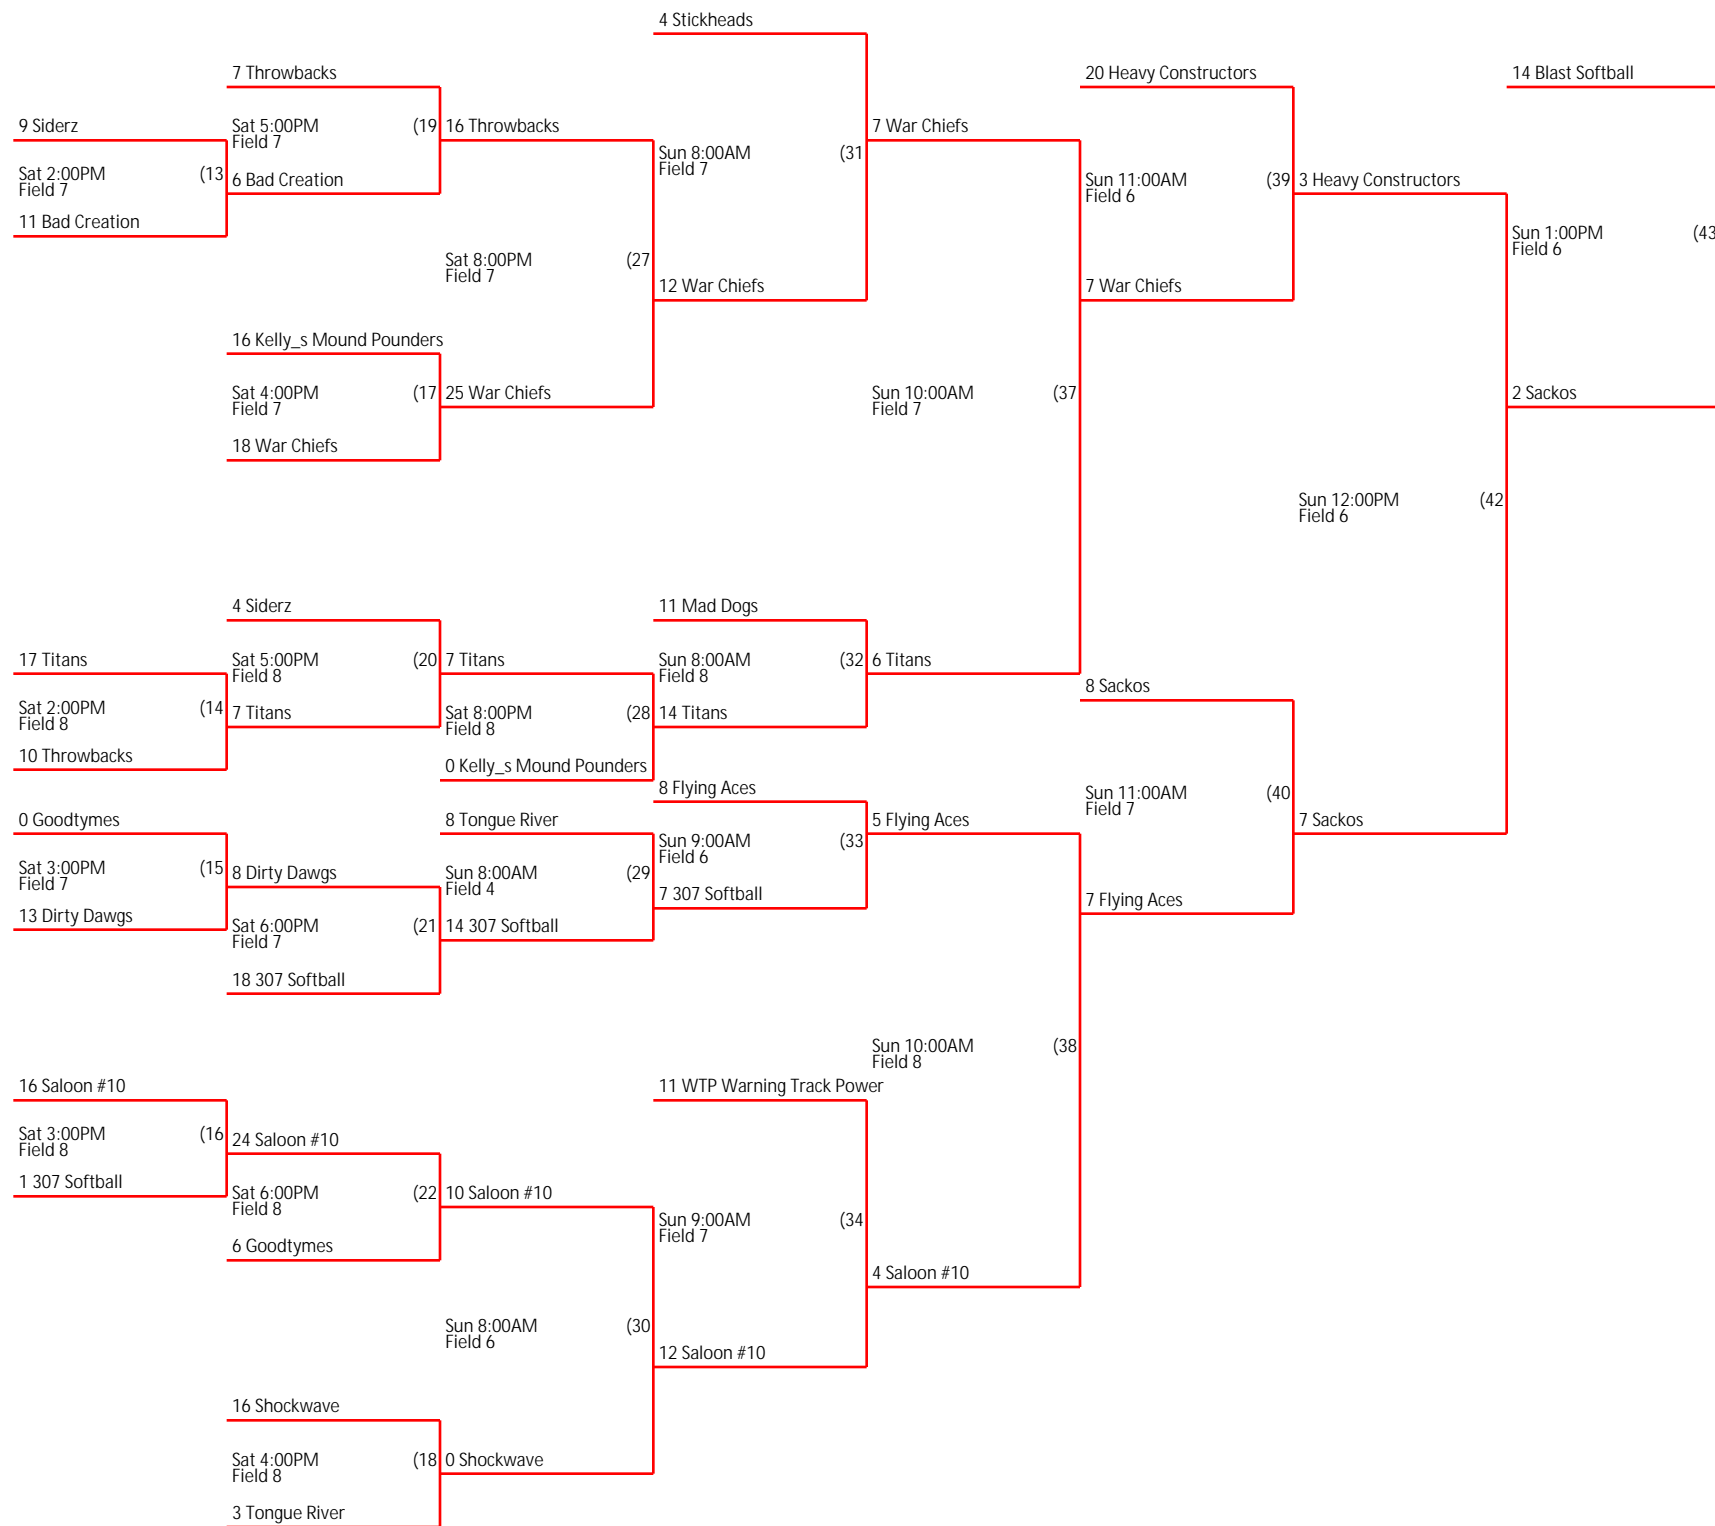 4 Stickheads
7 Throwbacks
20 Heavy Constructors
14 Blast Softball
9 Siderz
Sat 5:00PM
Field 7
(19
16 Throwbacks
7 War Chiefs
Sun 8:00AM
Field 7
(31
Sat 2:00PM
Field 7
(13
6 Bad Creation
Sun 11:00AM
Field 6
(39
3 Heavy Constructors
11 Bad Creation
Sun 1:00PM
Field 6
(43
Sat 8:00PM
Field 7
(27
12 War Chiefs
7 War Chiefs
16 Kelly_s Mound Pounders
Sat 4:00PM
Field 7
(17
25 War Chiefs
Sun 10:00AM
Field 7
(37
2 Sackos
18 War Chiefs
Sun 12:00PM
Field 6
(42
4 Siderz
11 Mad Dogs
17 Titans
Sat 5:00PM
Field 8
(20
7 Titans
Sun 8:00AM
Field 8
(32
6 Titans
8 Sackos
Sat 2:00PM
Field 8
(14
7 Titans
Sat 8:00PM
Field 8
(28
14 Titans
10 Throwbacks
0 Kelly_s Mound Pounders
8 Flying Aces
Sun 11:00AM
Field 7
(40
0 Goodtymes
8 Tongue River
5 Flying Aces
7 Sackos
Sun 9:00AM
Field 6
(33
Sat 3:00PM
Field 7
(15
8 Dirty Dawgs
Sun 8:00AM
Field 4
(29
7 307 Softball
7 Flying Aces
13 Dirty Dawgs
Sat 6:00PM
Field 7
(21
14 307 Softball
18 307 Softball
Sun 10:00AM
Field 8
(38
16 Saloon #10
11 WTP Warning Track Power
Sat 3:00PM
Field 8
(16
24 Saloon #10
1 307 Softball
Sat 6:00PM
Field 8
(22
10 Saloon #10
Sun 9:00AM
Field 7
(34
6 Goodtymes
4 Saloon #10
Sun 8:00AM
Field 6
(30
12 Saloon #10
16 Shockwave
Sat 4:00PM
Field 8
(18
0 Shockwave
3 Tongue River